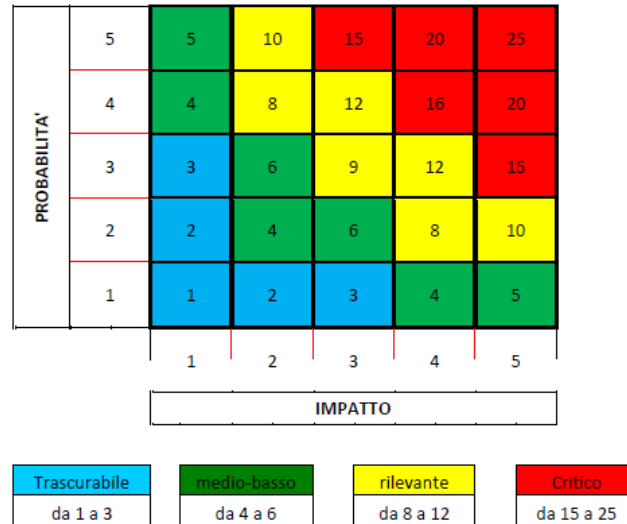 PROBABILITA'
5 5 10 15 20 25
4 4 8 12 16 20
3 3 6 9 12 15
2 2 4 6 8 10
1 1 2 3 4 5
1 2 3 4 5
IMPATTO
Trascurabile medio-basso rilevante Critico
da 1 a 3 da 4 a 6 da 8 a 12 da 15 a 25